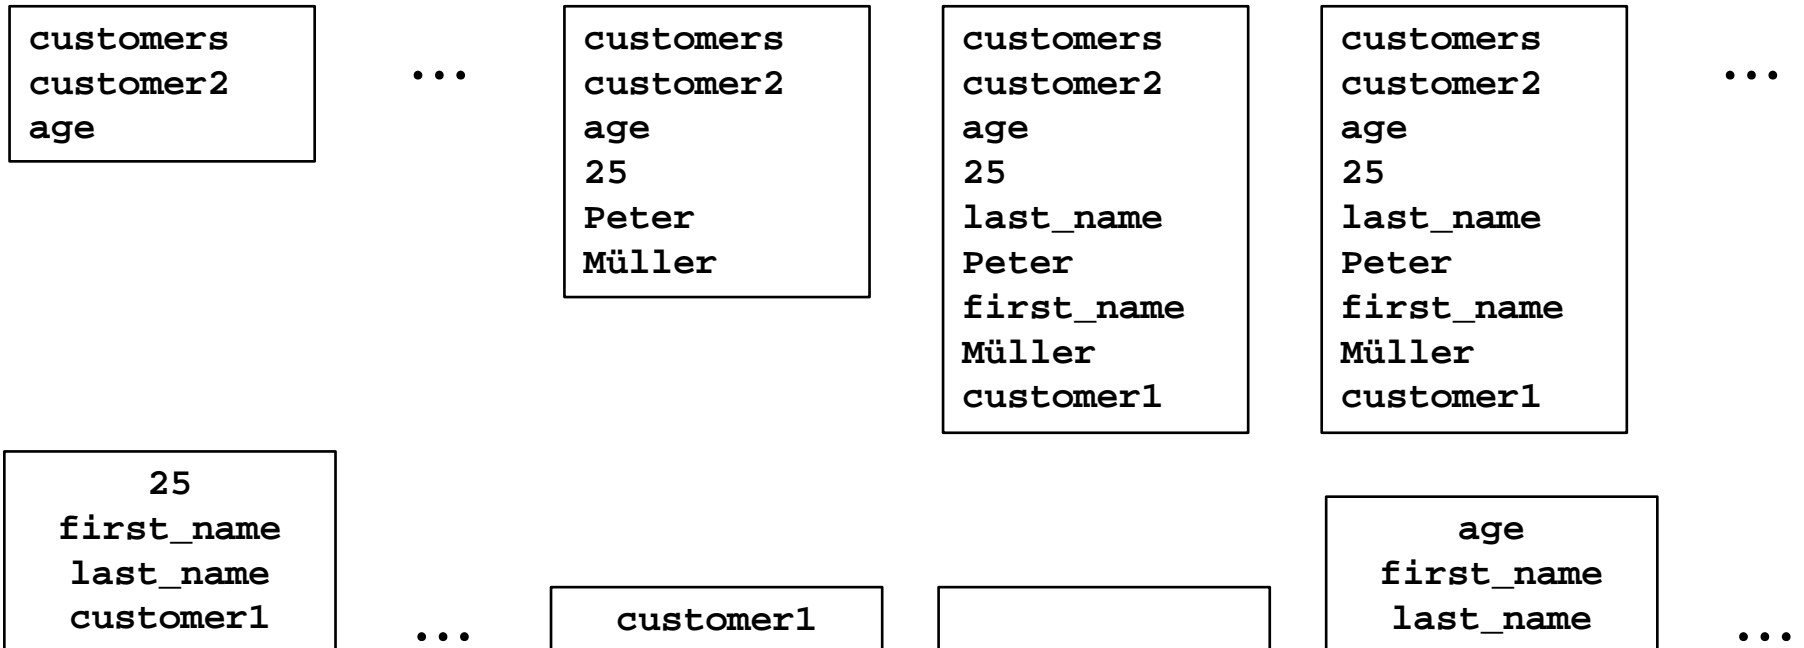 customers
customer2
age
...
customers
customer2
age
25
Peter
Müller
customers
customer2
age
25
last_name
Peter
first_name
Müller
customer1
customers
customer2
age
25
last_name
Peter
first_name
Müller
customer1
...
25
first_name
last_name
customer1
...
customer1
age
first_name
last_name
...